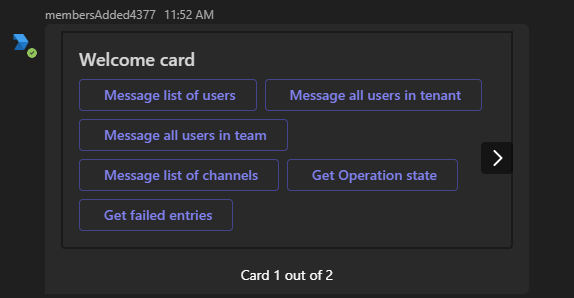 membersAdded4377 11:52 AM
Welcome card
Message list of users Message all users in tenant
Message all users in team
Message list of channels Get Operation state
Get failed entries
Card 1 out of 2